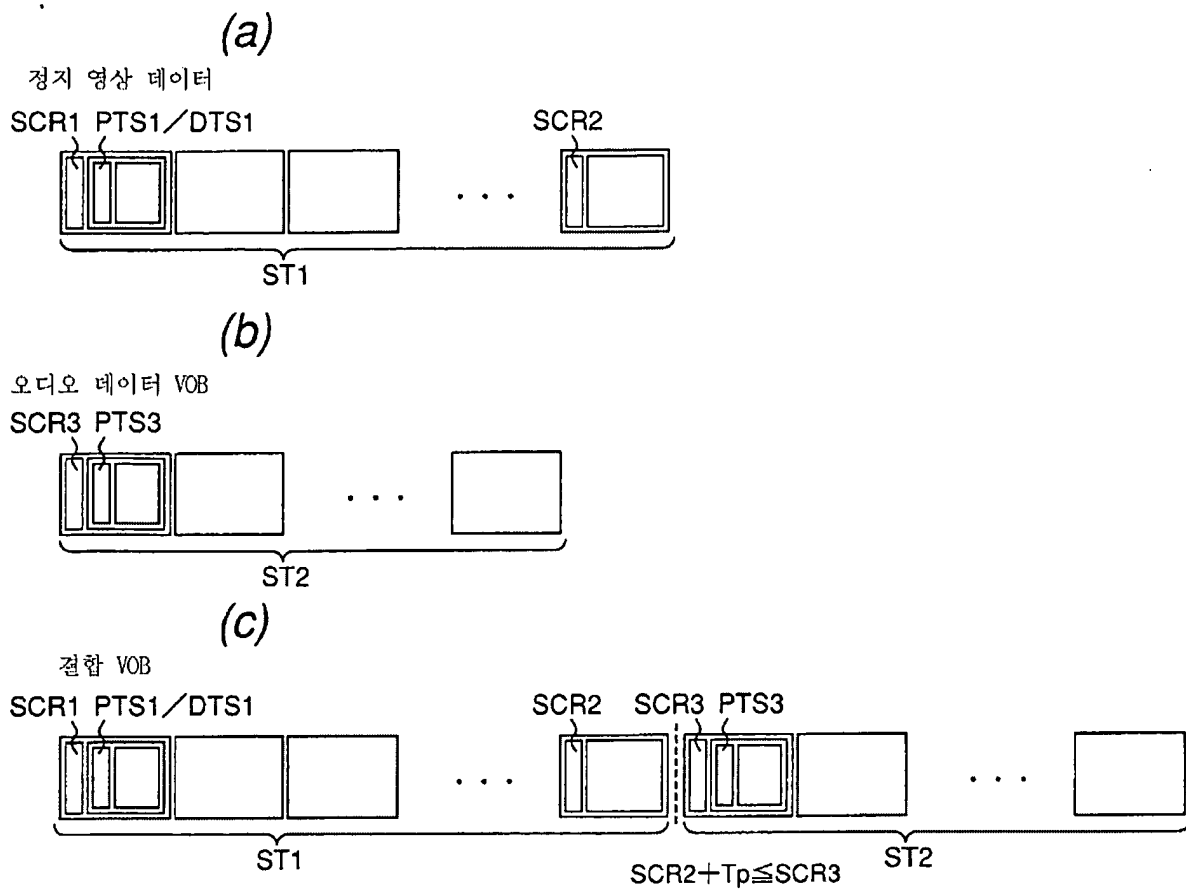 (a)
정지 영상 데이터
SCR1 PTS1／DTS1
SCR2
. . .
ST1
(b)
오디오 데이터 VOB
SCR3 PTS3
. . .
ST2
(c)
결합 VOB
SCR1 PTS1／DTS1
SCR2
SCR3 PTS3
. . .
. . .
ST1
ST2
SCR2＋Tp≦SCR3